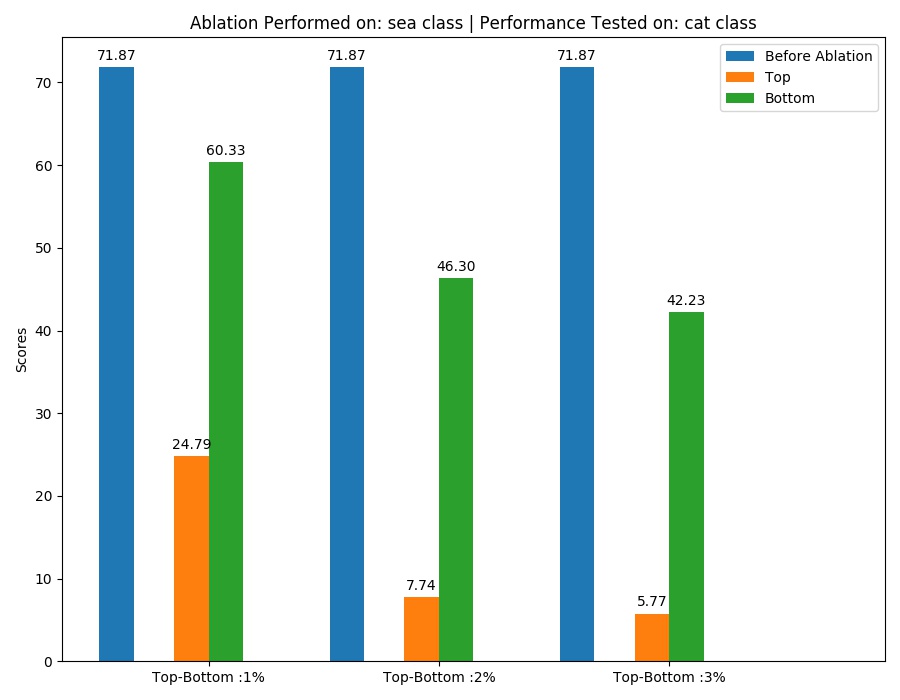 Ablation Performed on: sea class | Performance Tested on: cat class
Before Ablation
Top
Bottom
Scores
70
60
50
40
30
20
10
0
71.87
24.79
60.33
71.87
7.74
46.30
71.87
5.77
42.23
Top-Bottom :1%
Top-Bottom :2%
Top-Bottom :3%